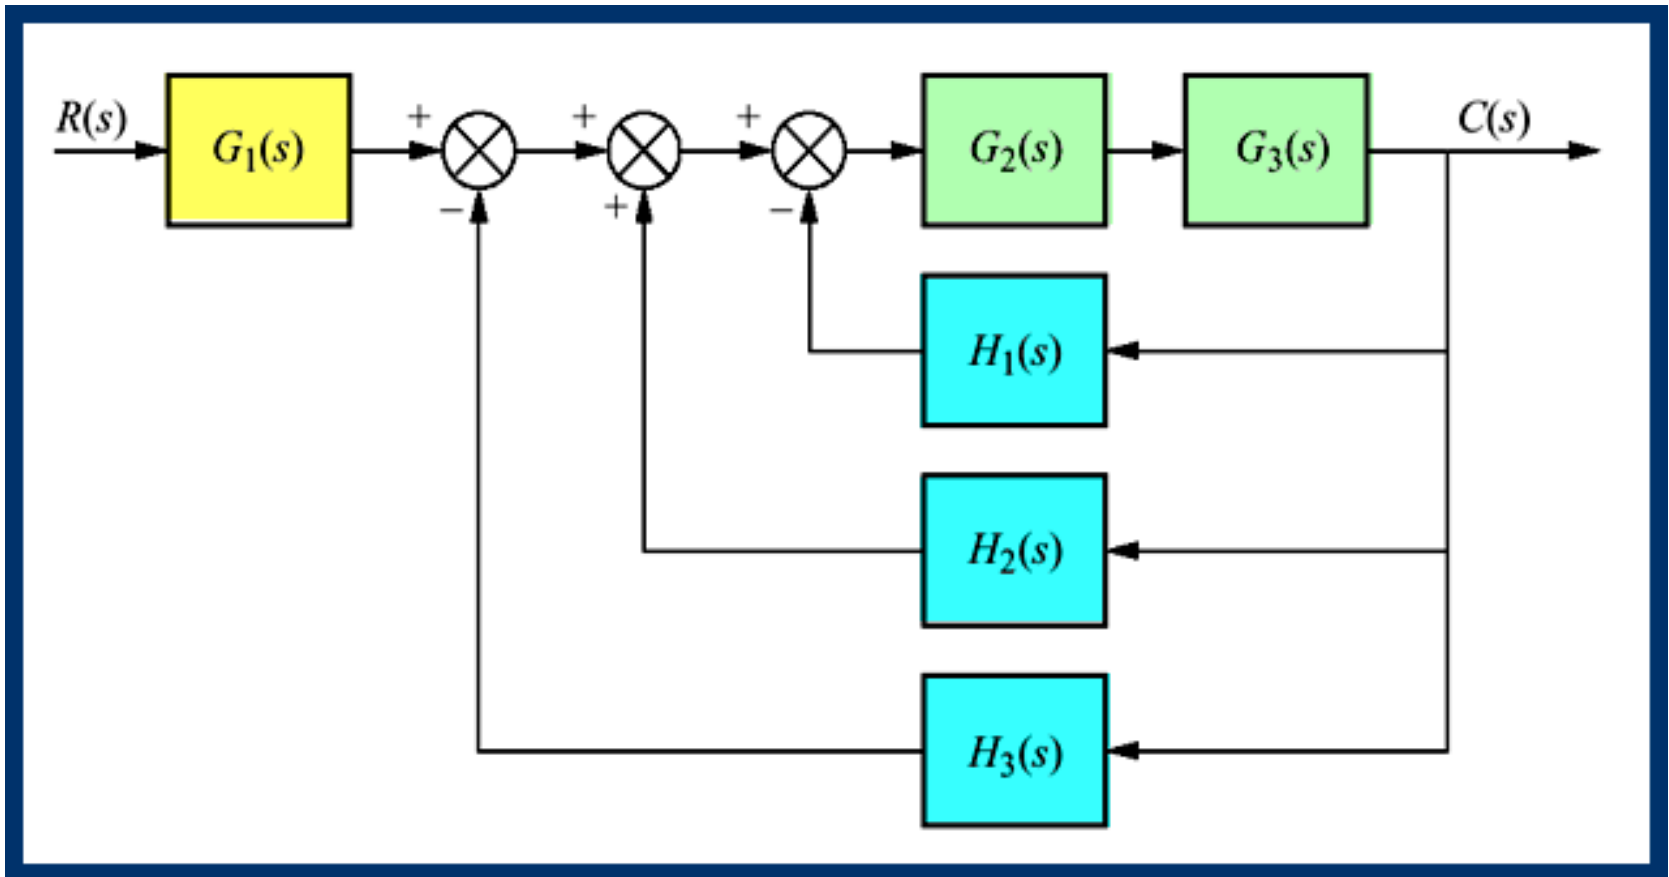 R(s)
G₁(s)
+
+
+
G₂(s)
G₃(s)
C(s)
−
+
−
H₁(s)
H₂(s)
H₃(s)